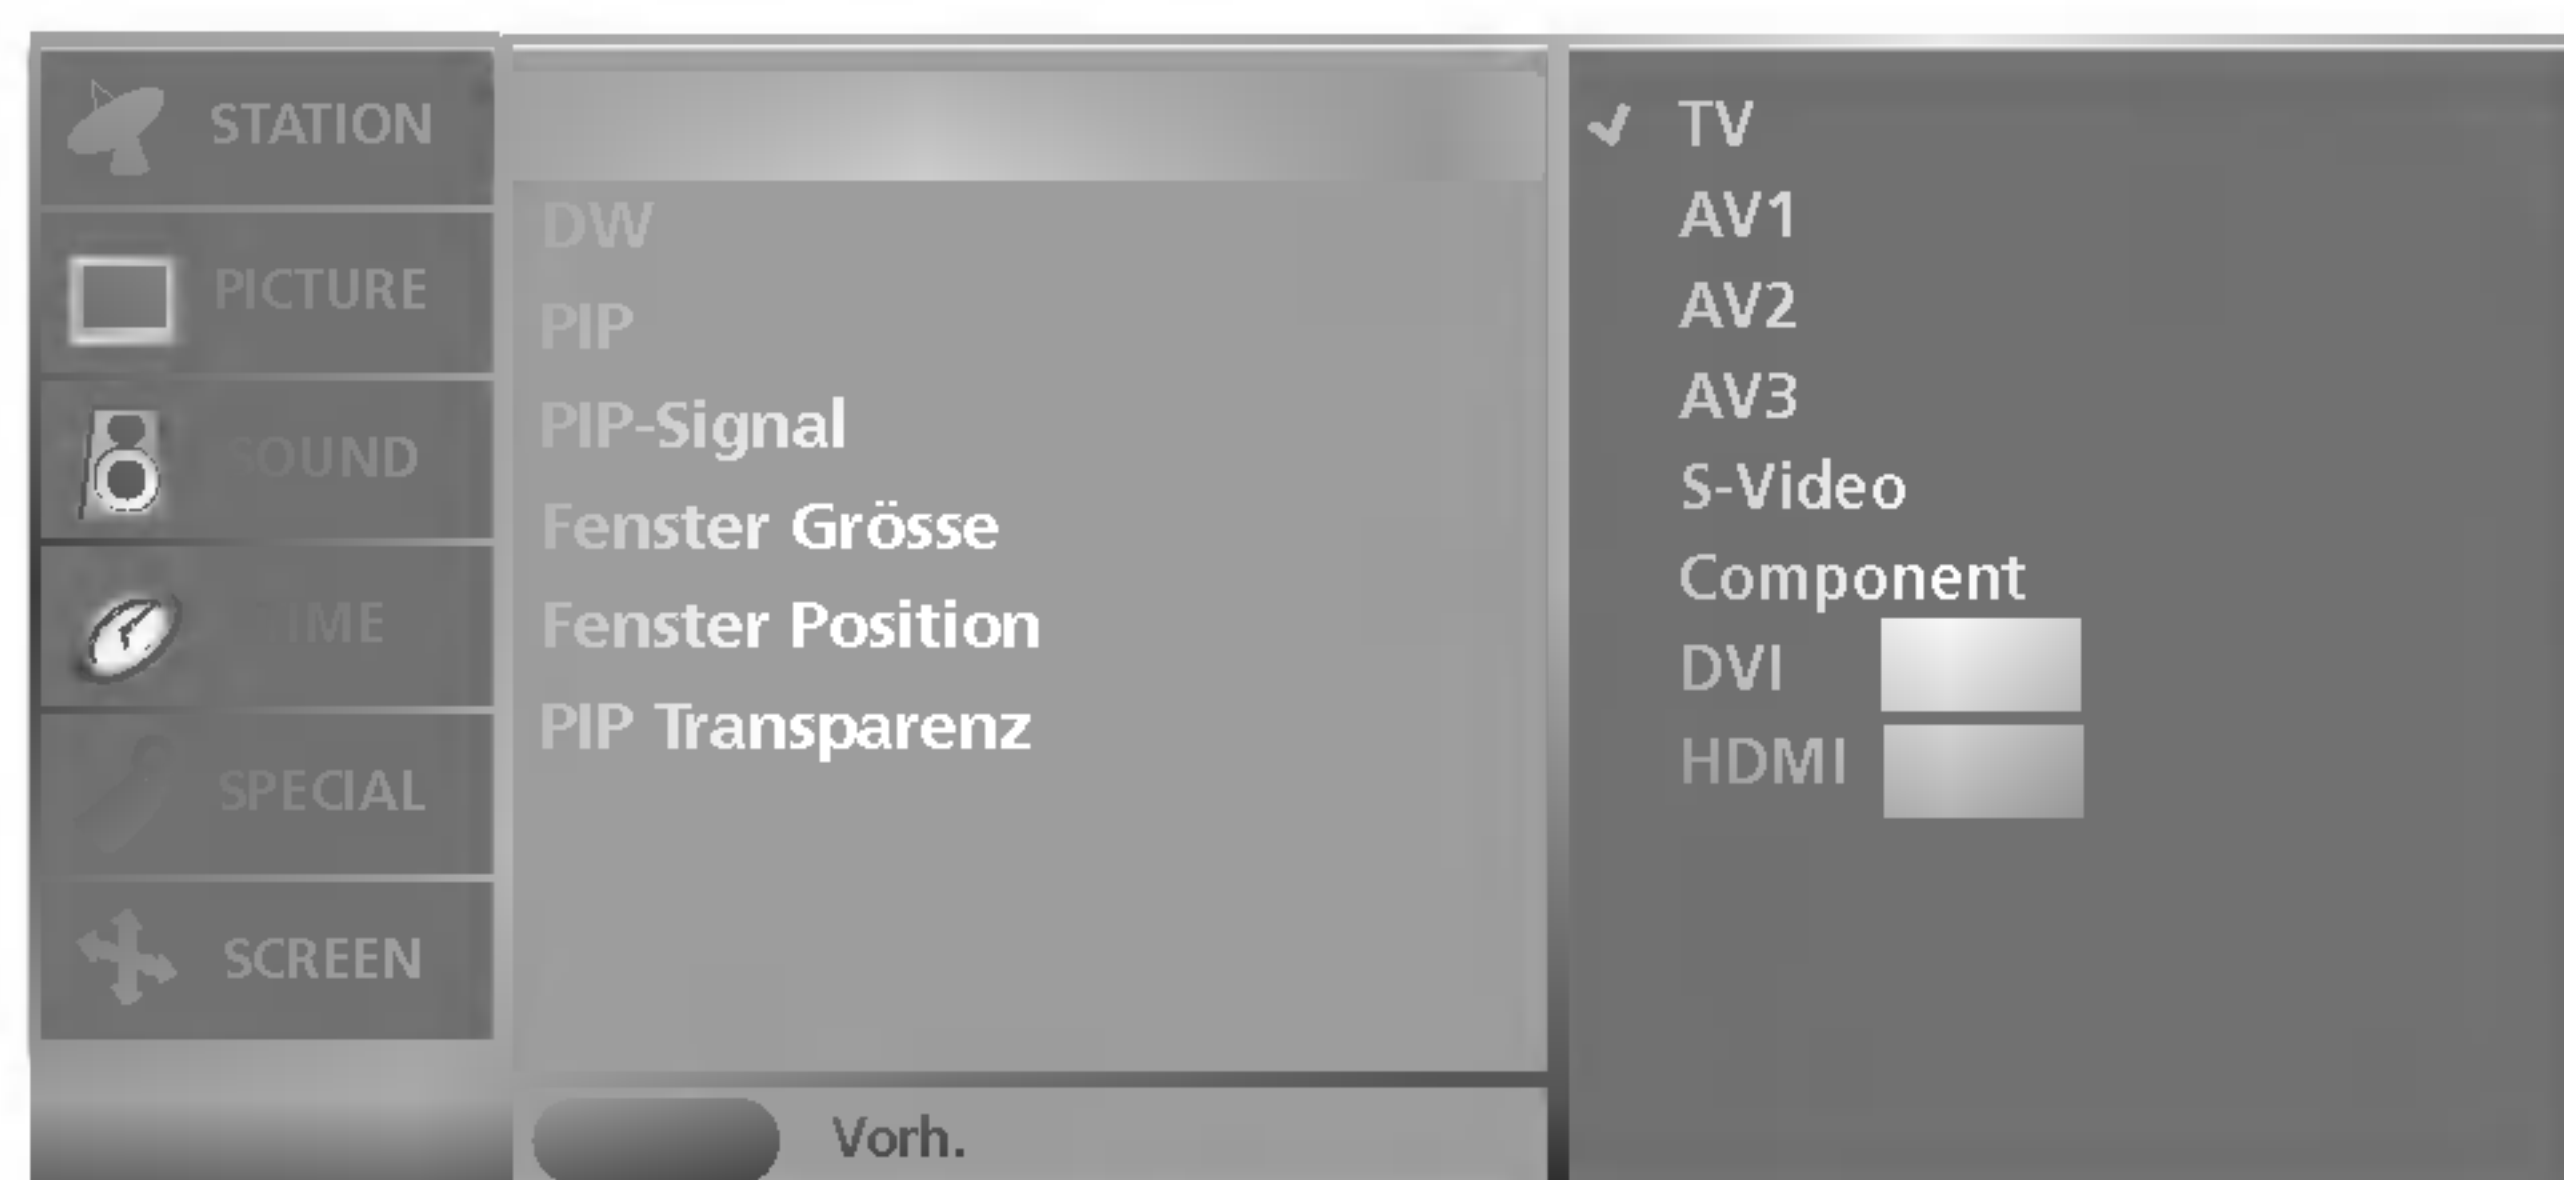 STATION
PICTURE
SOUND
TIME
SPECIAL
SCREEN
DW
PIP
PIP-Signal
Fenster Grösse
Fenster Position
PIP Transparenz
Vorh.
TV
AV1
AV2
AV3
S-Video
Component
DVI
HDMI